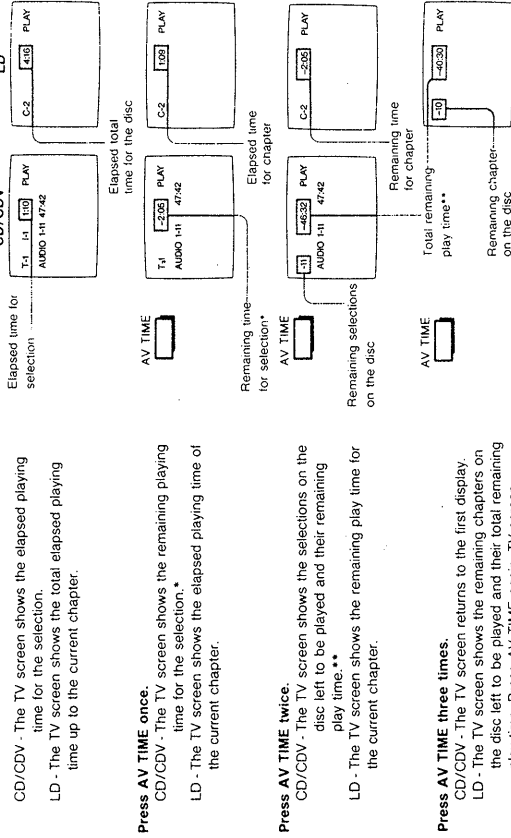 CD/CDV
LD
CD/CDV - The TV screen shows the elapsed playing
time for the selection.
LD - The TV screen shows the total elapsed playing
time up to the current chapter.
Elapsed time for
selection
T-1 I-1 1:10 PLAY
AUDIO 1-11 47:42
C-2 4:16 PLAY
Elapsed total
time for the disc
Press AV TIME once.
CD/CDV - The TV screen shows the remaining playing
time for the selection.*
LD - The TV screen shows the elapsed playing time of
the current chapter.
AV TIME
-2:05 PLAY
AUDIO 1-11 47:42
Remaining time
for selection*
C-2 1:09 PLAY
Elapsed time
for chapter
Press AV TIME twice.
CD/CDV - The TV screen shows the selections on the
disc left to be played and their remaining
play time.**
LD - The TV screen shows the remaining play time for
the current chapter.
AV TIME
-11 -46:32 PLAY
AUDIO 1-11 47:42
Remaining selections
on the disc
C-2 -2:05 PLAY
Remaining time
for chapter
Total remaining
play time**
Press AV TIME three times.
CD/CDV - The TV screen returns to the first display.
LD - The TV screen shows the remaining chapters on
the disc left to be played and their total remaining
AV TIME
-10 -40:30 PLAY
Remaining chapter
on the disc